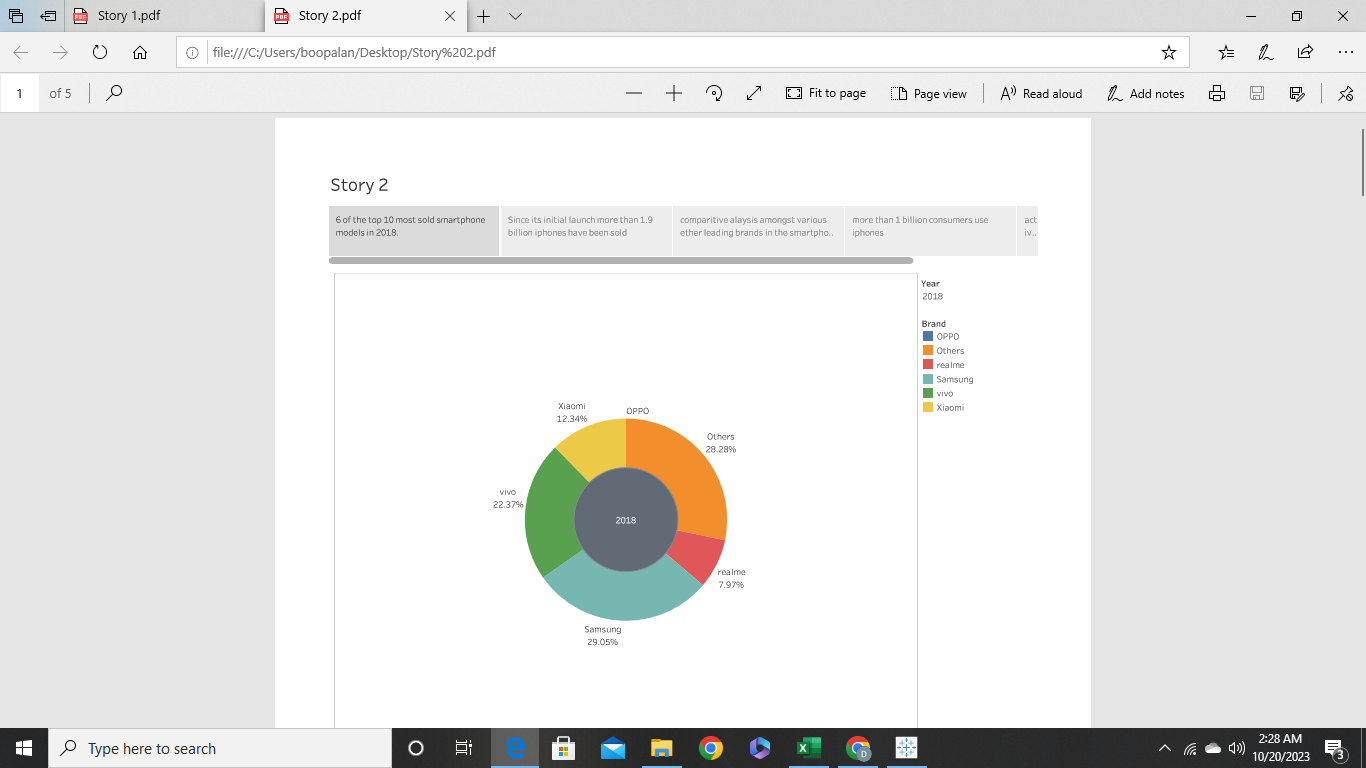 Story 1.pdf
Story 2.pdf
file:///C:/Users/boopalan/Desktop/Story%202.pdf
1 of 5
Fit to page
Page view
Read aloud
Add notes
Story 2
6 of the top 10 most sold smartphone
models in 2018.
Since its initial launch more than 1.9
billion iphones have been sold
comparitive alaysis amongst various
ether leading brands in the smartpho..
more than 1 billion consumers use
iphones
act
iv..
Year
2018
Brand
OPPO
Others
realme
Samsung
vivo
Xiaomi
Xiaomi
12.34%
OPPO
Others
28.28%
vivo
22.37%
2018
realme
7.97%
Samsung
29.05%
Type here to search
2:28 AM
10/20/2023
3